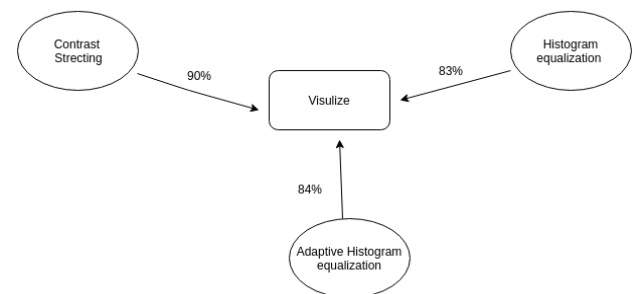 Contrast
Strecting
90%
Visulize
83%
Histogram
equalization
84%
Adaptive Histogram
equalization